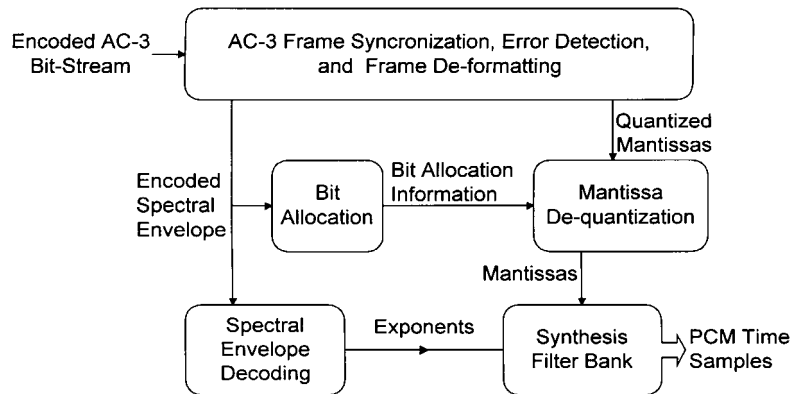 Encoded AC-3
Bit-Stream
AC-3 Frame Syncronization, Error Detection,
and Frame De-formatting
Quantized
Mantissas
Encoded
Spectral
Envelope
Bit
Allocation
Bit Allocation
Information
Mantissa
De-quantization
Mantissas
Spectral
Envelope
Decoding
Exponents
Synthesis
Filter Bank
PCM Time
Samples